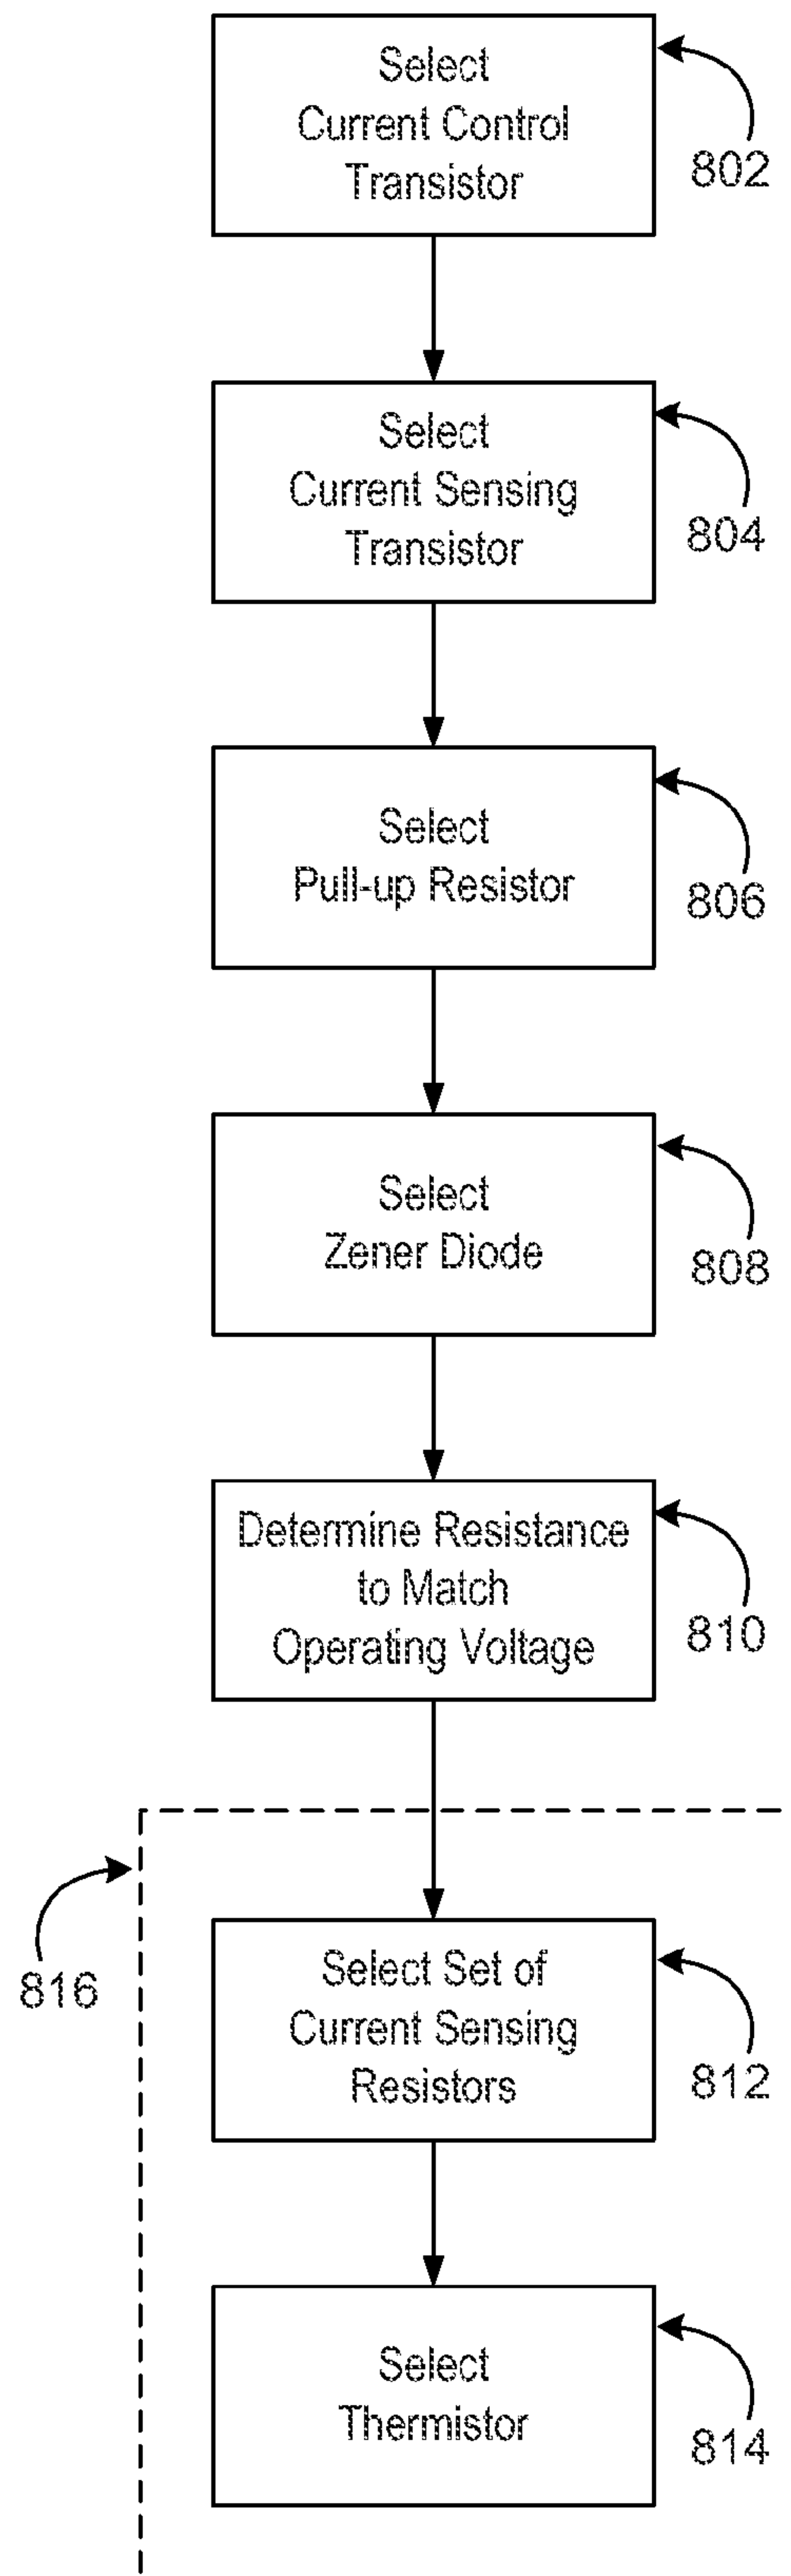 Select
Current Control
Transistor
802
Select
Current Sensing
Transistor
804
Select
Pull-up Resistor
806
Select
Zener Diode
808
Determine Resistance
to Match
Operating Voltage
810
816
Select Set of
Current Sensing
Resistors
812
Select
Thermistor
814